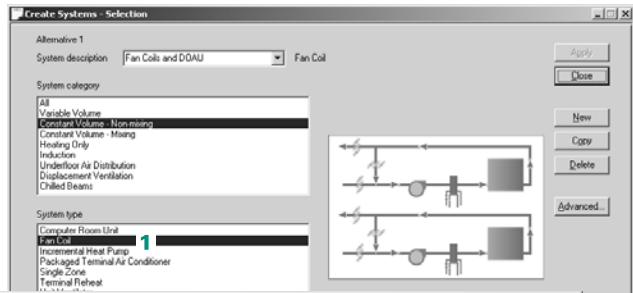 Create Systems - Selection
Alternative 1
System description Fan Coils and DOAU Fan Coil
Apply
Close
System category
All
Variable Volume
Constant Volume - Non-mixing
Constant Volume - Mixing
Heating Only
Induction
Underfloor Air Distribution
Displacement Ventilation
Chilled Beams
New
Copy
Delete
Advanced...
System type
Computer Room Unit
Fan Coil 1
Incremental Heat Pump
Packaged Terminal Air Conditioner
Single Zone
Terminal Reheat